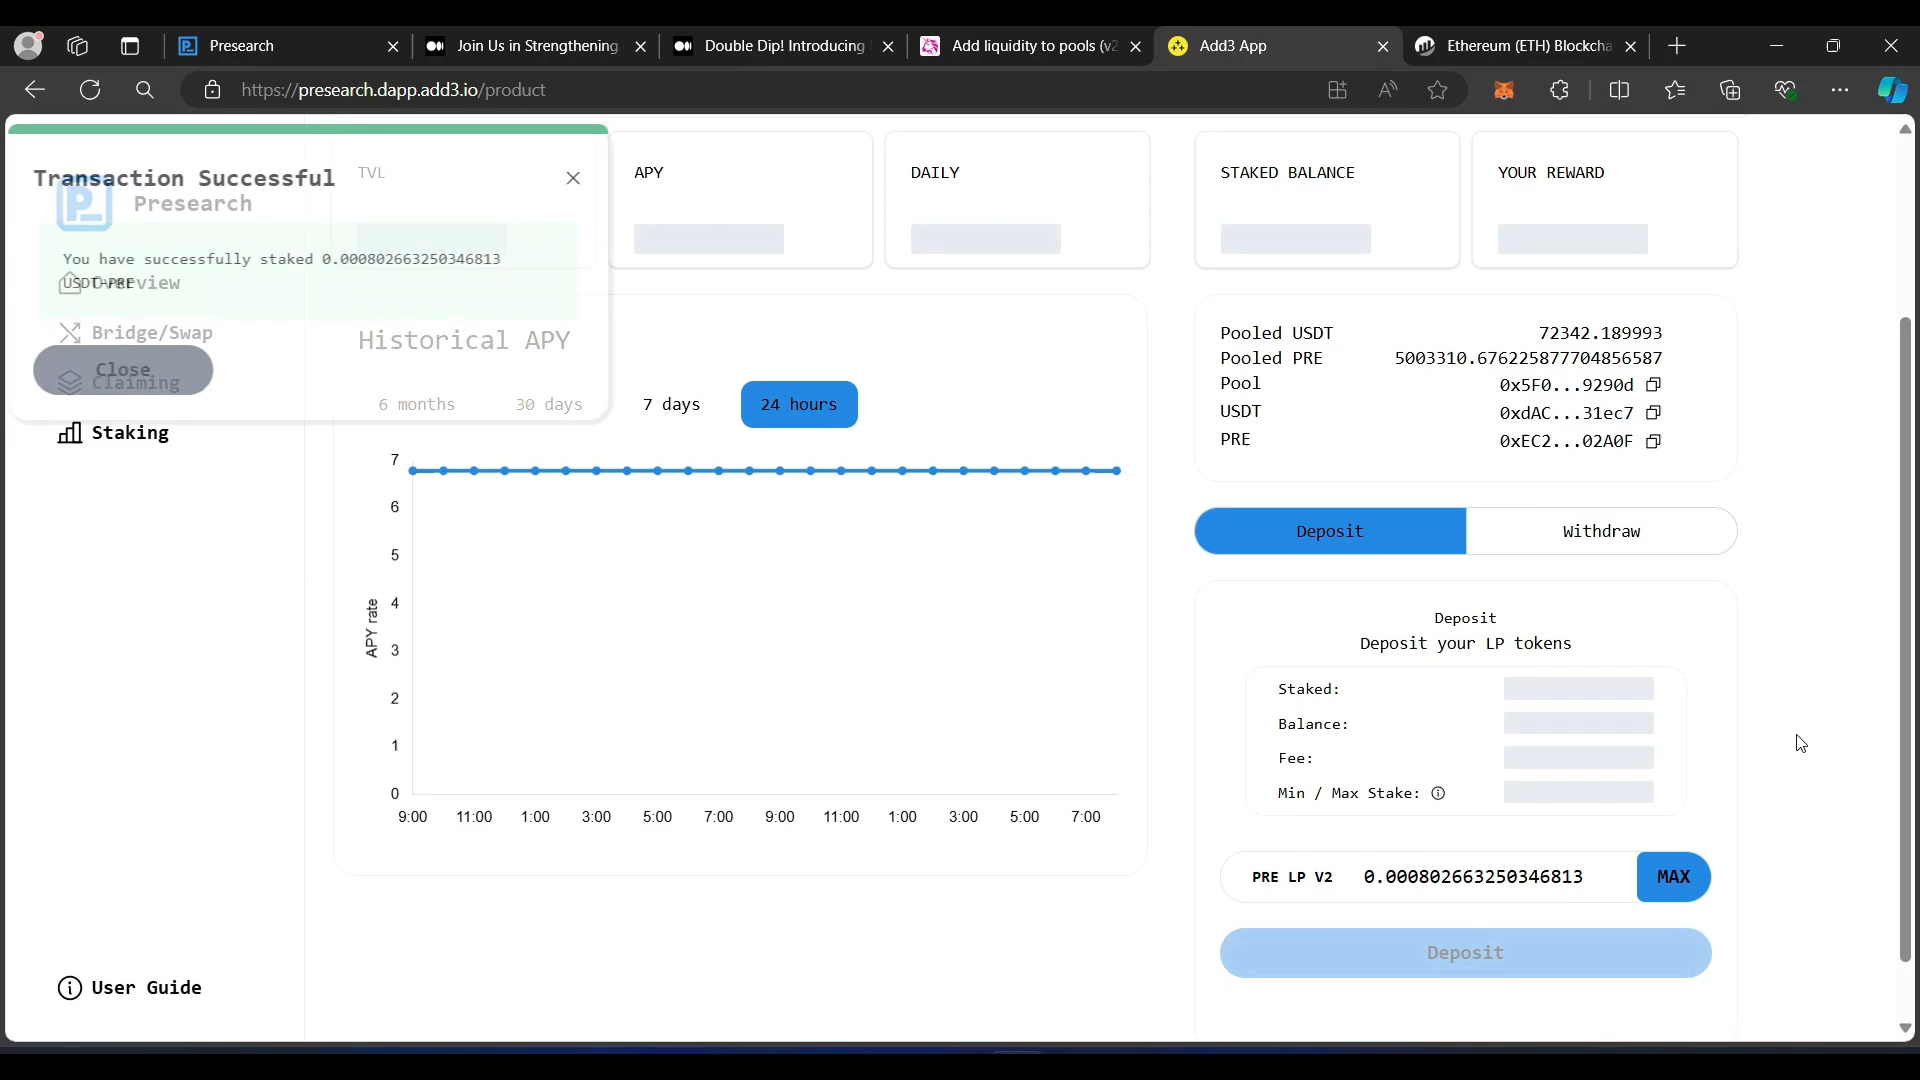 Presearch
Join Us in Strengthening
Double Dip! Introducing
Add liquidity to pools (v2
Add3 App
Ethereum (ETH) Blockcha
https://presearch.dapp.add3.io/product
Transaction Successful
Presearch
You have successfully staked 0.000802663250346813
USDT-PRE
Overview
Bridge/Swap
Close
Claiming
Staking
User Guide
TVL
APY
DAILY
STAKED BALANCE
YOUR REWARD
Historical APY
6 months 30 days 7 days 24 hours
7
6
5
4
3
2
1
0
APY rate
9:00 11:00 1:00 3:00 5:00 7:00 9:00 11:00 1:00 3:00 5:00 7:00
Pooled USDT 72342.189993
Pooled PRE 5003310.676225877704856587
Pool 0x5F0...9290d
USDT 0xdAC...31ec7
PRE 0xEC2...02A0F
Deposit Withdraw
Deposit
Deposit your LP tokens
Staked:
Balance:
Fee:
Min / Max Stake:
PRE LP V2 0.000802663250346813 MAX
Deposit